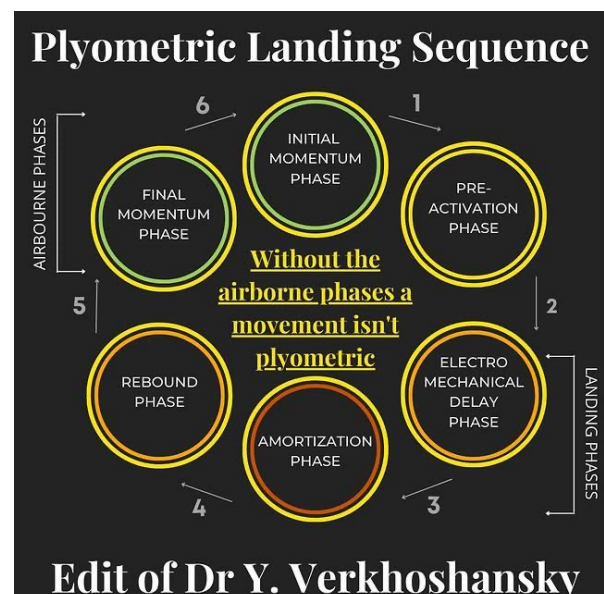 Plyometric Landing Sequence
6
1
INITIAL
MOMENTUM
PHASE
AIRBOURNE PHASES
FINAL
MOMENTUM
PHASE
PRE-
ACTIVATION
PHASE
Without the
airborne phases a
movement isn't
plyometric
5
2
REBOUND
PHASE
ELECTRO
MECHANICAL
DELAY
PHASE
AMORTIZATION
PHASE
LANDING PHASES
4
3
Edit of Dr Y. Verkhoshansky